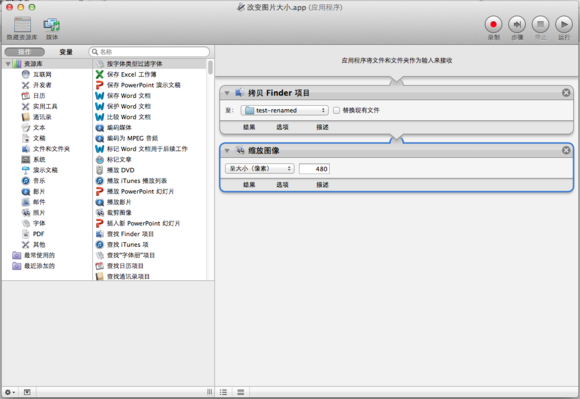 改变图片大小.app (应用程序)
隐藏资源库
媒体
录制
步骤
停止
运行
操作
变量
名称
资源库
互联网
开发者
日历
实用工具
通讯录
文本
文稿
文件和文件夹
系统
演示文稿
音乐
影片
邮件
照片
字体
PDF
其他
最常使用的
最近添加的
按字体类型过滤字体
保存 Excel 工作簿
保存 PowerPoint 演示文稿
保存 Word 文档
保护 Word 文档
比较 Word 文档
编码媒体
编码为 MPEG 音频
标记 Word 文稿用于后续工作
标记文章
播放 DVD
播放 iTunes 播放列表
播放 PowerPoint 幻灯片
播放影片
裁剪图像
插入新 PowerPoint 幻灯片
查找 Finder 项目
查找 iTunes 项
查找“字体册”项目
查找日历项目
查找通讯录项目
应用程序将文件和文件夹作为输入来接收
拷贝 Finder 项目
至: test-renamed 替换现有文件
结果 选项 描述
缩放图像
至大小（像素） 480
结果 选项 描述